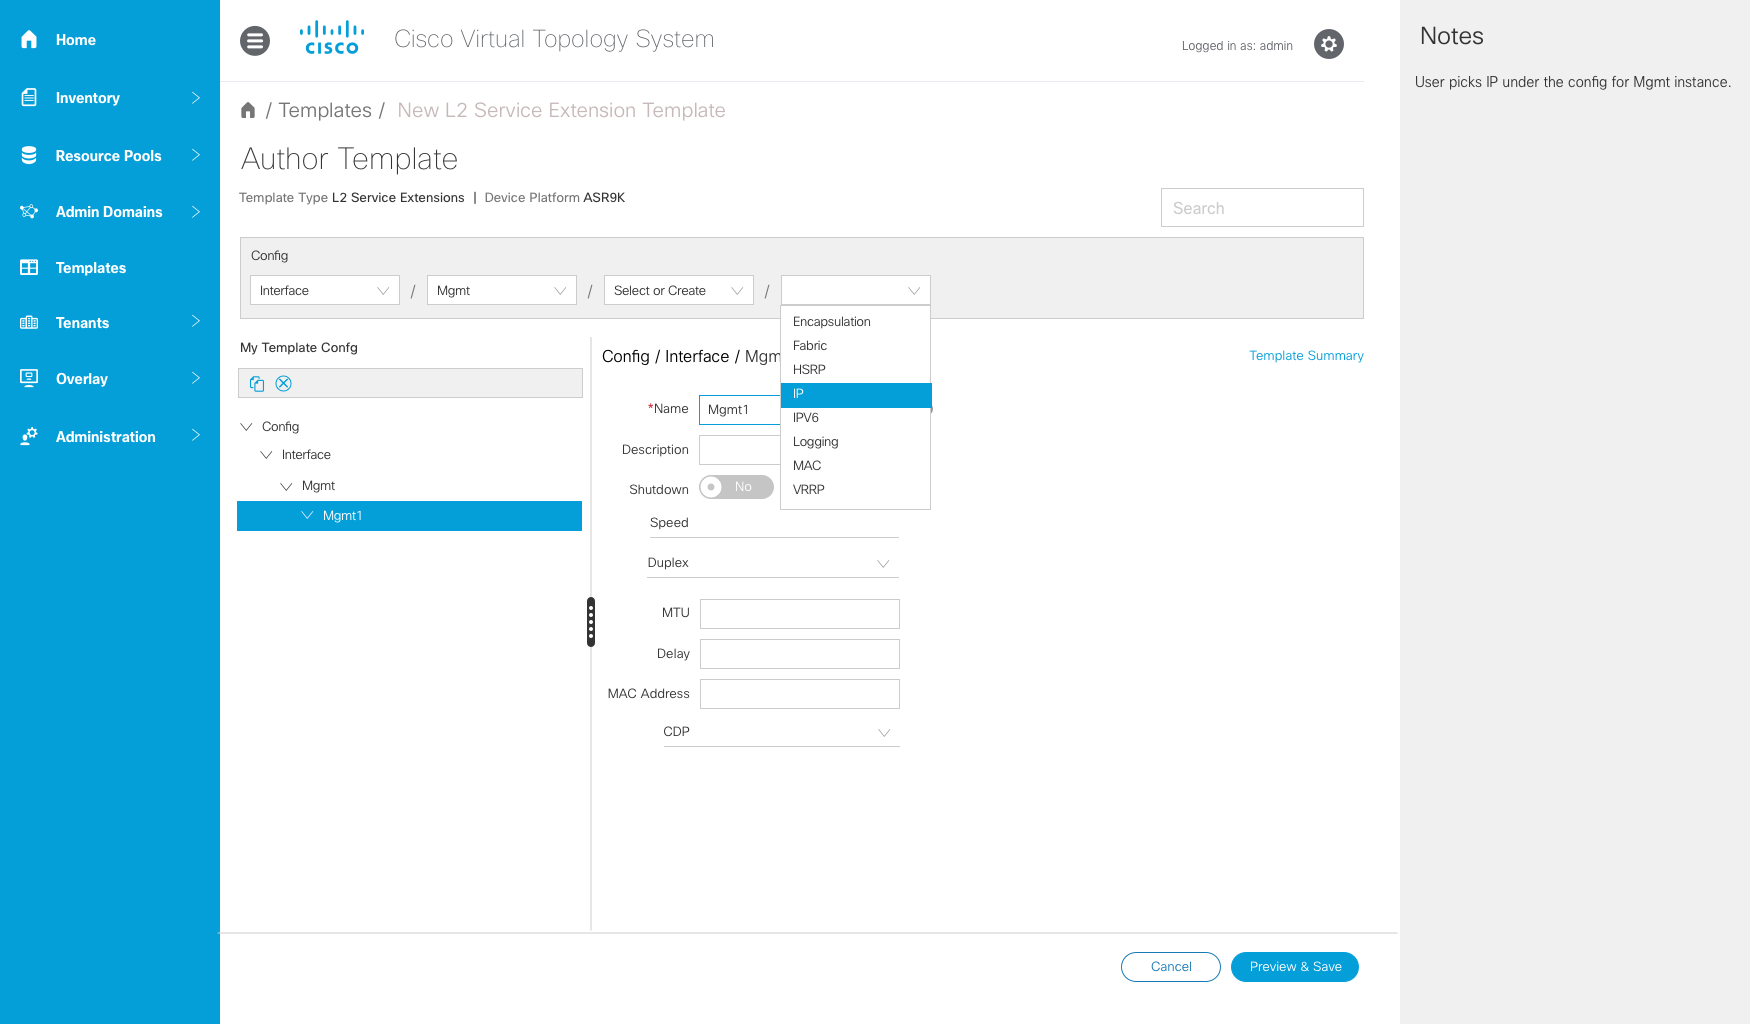 Home
Inventory
Resource Pools
Admin Domains
Templates
Tenants
Overlay
Administration
CISCO
Cisco Virtual Topology System
Logged in as: admin
/ Templates / New L2 Service Extension Template
Author Template
Template Type L2 Service Extensions | Device Platform ASR9K
Search
Config
Interface / Mgmt / Select or Create /
Encapsulation
Fabric
HSRP
IP
IPV6
Logging
MAC
VRRP
My Template Confg
Config
Interface
Mgmt
Mgmt1
Config / Interface / Mgm
Template Summary
*Name Mgmt1
Description
Shutdown No
Speed
Duplex
MTU
Delay
MAC Address
CDP
Cancel
Preview & Save
Notes
User picks IP under the config for Mgmt instance.